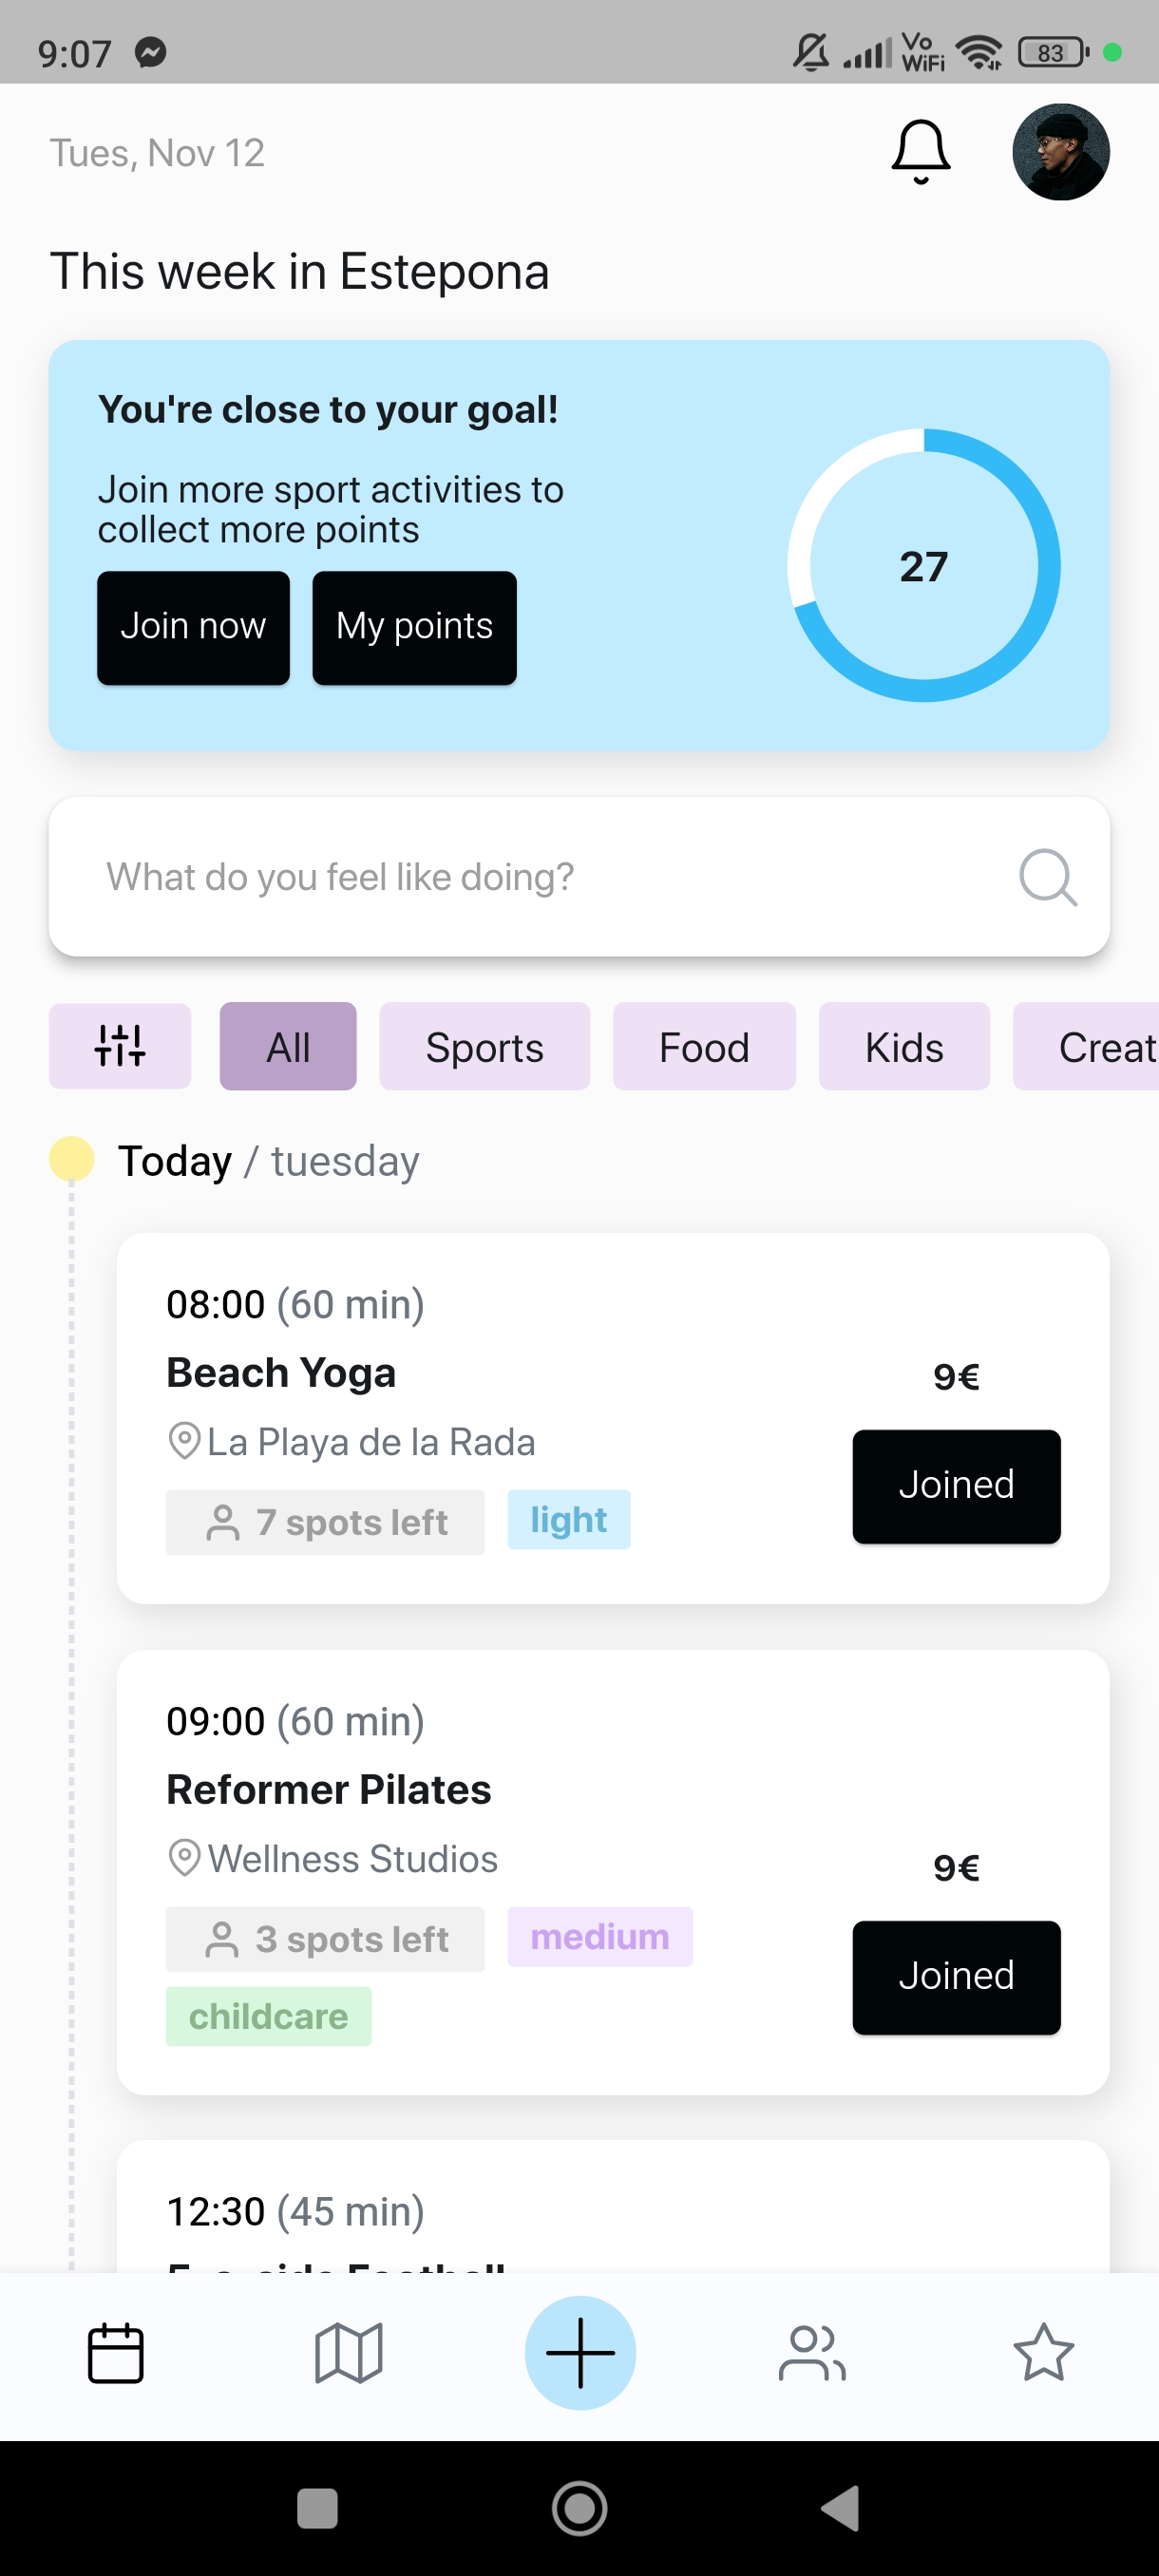 9:07
Vo
WiFi
83
Tues, Nov 12
This week in Estepona
You're close to your goal!
Join more sport activities to
collect more points
Join now
My points
27
What do you feel like doing?
All
Sports
Food
Kids
Creat
Today / tuesday
08:00 (60 min)
Beach Yoga
9€
La Playa de la Rada
Joined
7 spots left
light
09:00 (60 min)
Reformer Pilates
Wellness Studios
9€
3 spots left
medium
Joined
childcare
12:30 (45 min)